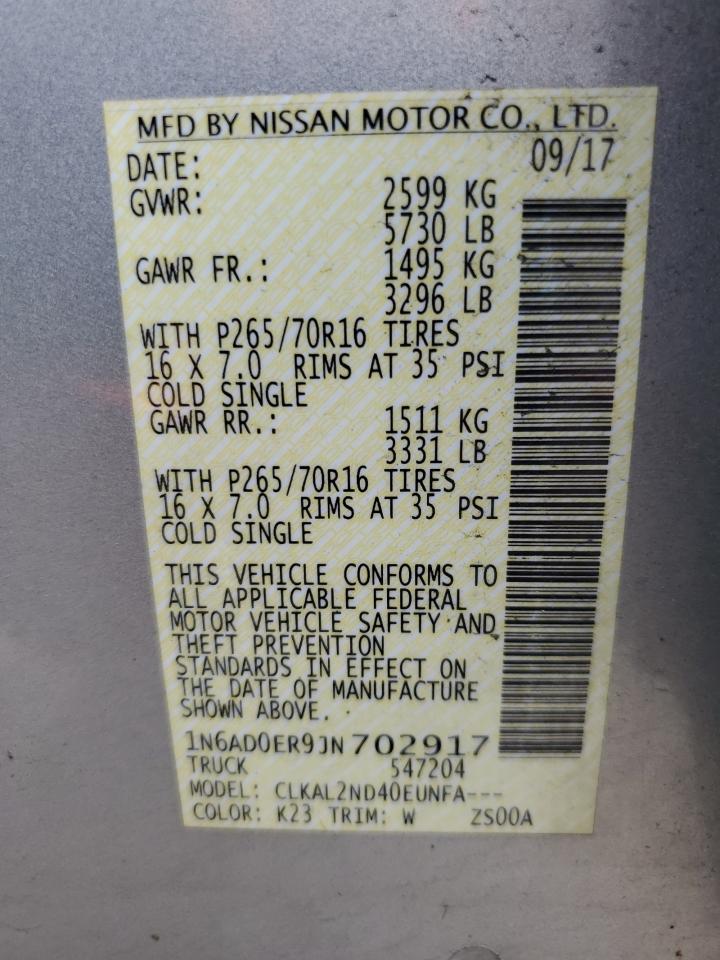 MFD BY NISSAN MOTOR CO., LTD.
DATE: 09/17
GVWR: 2599 KG
5730 LB
GAWR FR.: 1495 KG
3296 LB
WITH P265/70R16 TIRES
16 X 7.0 RIMS AT 35 PSI
COLD SINGLE
GAWR RR.: 1511 KG
3331 LB
WITH P265/70R16 TIRES
16 X 7.0 RIMS AT 35 PSI
COLD SINGLE
THIS VEHICLE CONFORMS TO
ALL APPLICABLE FEDERAL
MOTOR VEHICLE SAFETY AND
THEFT PREVENTION
STANDARDS IN EFFECT ON
THE DATE OF MANUFACTURE
SHOWN ABOVE.
1N6AD0ER9JN702917
TRUCK 547204
MODEL: CLKAL2ND40EUNFA---
COLOR: K23 TRIM: W ZS00A